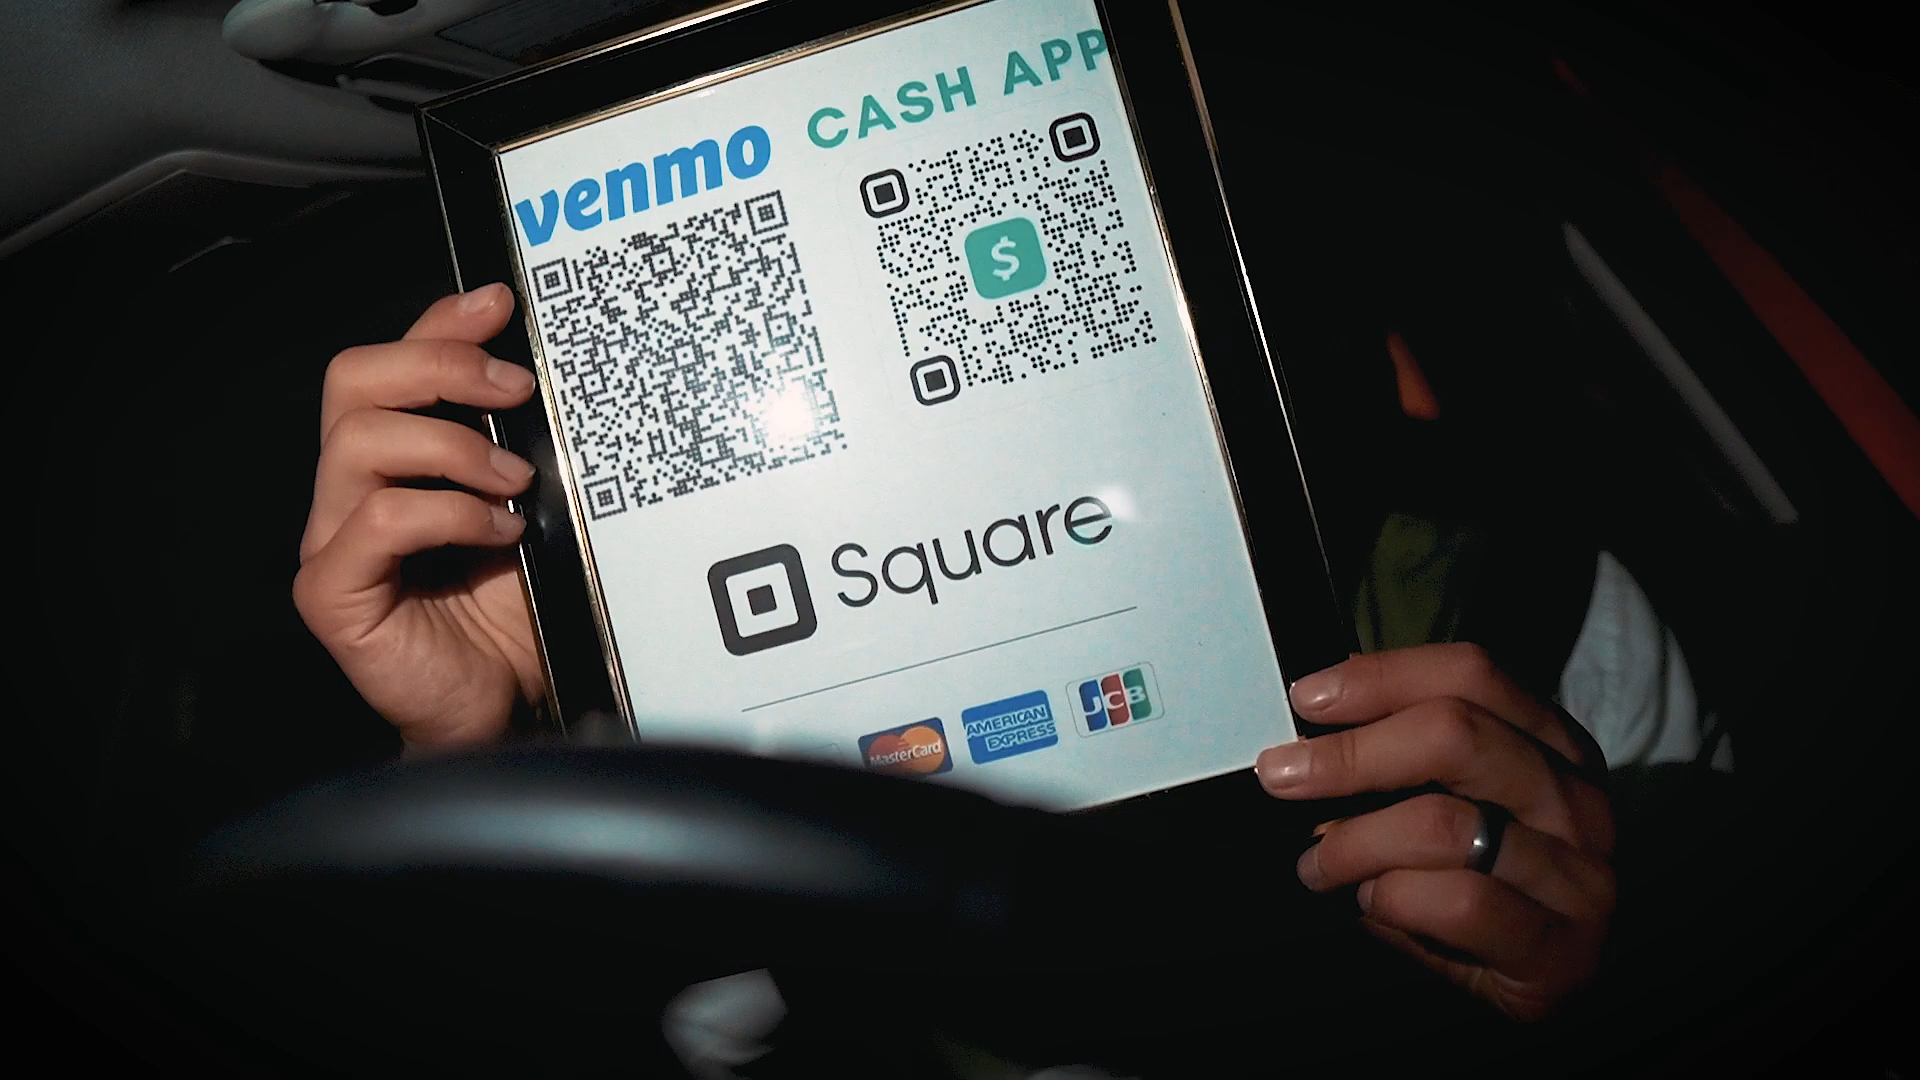 venmo
CASH APP
$
Square
MasterCard
AMERICAN
EXPRESS
JCB